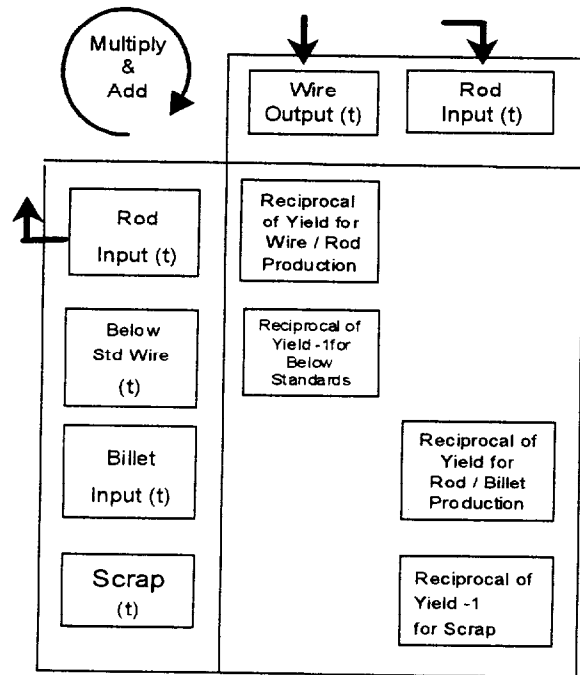 Multiply
&
Add
Wire
Output (t)
Rod
Input (t)
Rod
Input (t)
Reciprocal
of Yield for
Wire / Rod
Production
Below
Std Wire
(t)
Reciprocal of
Yield -1for
Below
Standards
Billet
Input (t)
Reciprocal of
Yield for
Rod / Billet
Production
Scrap
(t)
Reciprocal of
Yield -1
for Scrap